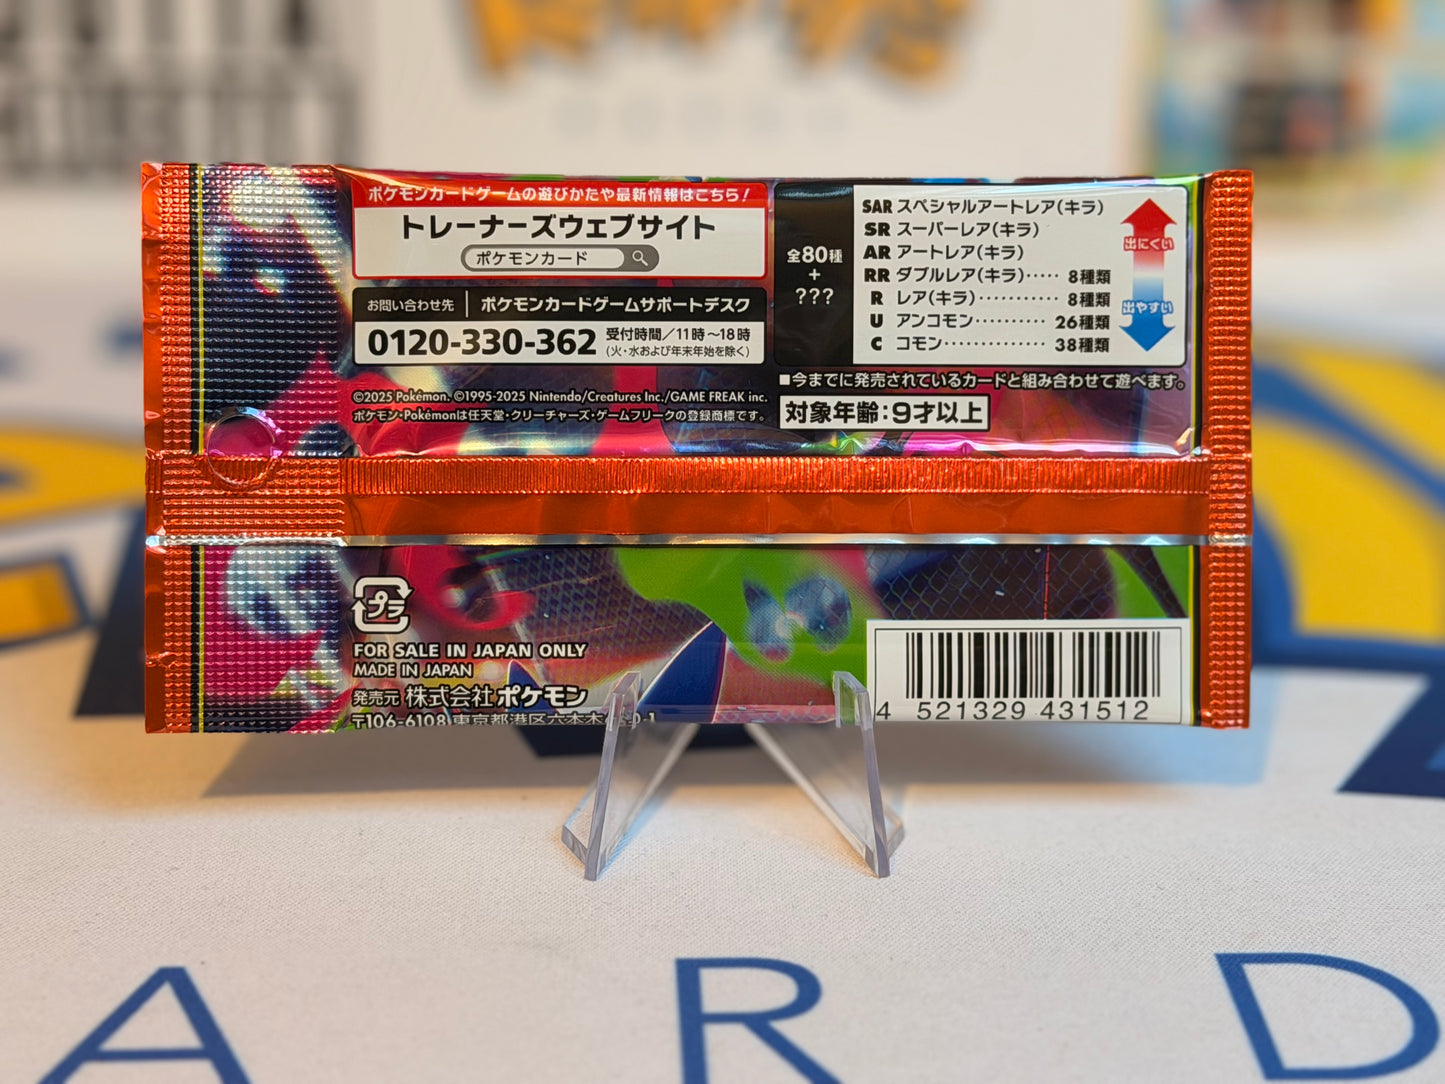 ポケモンカードゲームの遊びかたや最新情報はこちら!
トレーナーズウェブサイト
ポケモンカード
お問い合わせ先 ポケモンカードゲームサポートデスク
0120-330-362 受付時間/11時~18時
(火・水および年末年始を除く)
©2025 Pokémon. ©1995-2025 Nintendo/Creatures Inc./GAME FREAK inc.
ポケモン・Pokémonは任天堂・クリーチャーズ・ゲームフリークの登録商標です。
全80種
+
???
SAR スペシャルアートレア(キラ)
SR スーパーレア(キラ)
AR アートレア(キラ)
RR ダブルレア(キラ)····· 8種類
R レア(キラ)··········· 8種類
U アンコモン··········· 26種類
C コモン·············· 38種類
出にくい
出やすい
■今までに発売されているカードと組み合わせて遊べます。
対象年齢:9才以上
プラ
FOR SALE IN JAPAN ONLY
MADE IN JAPAN
発売元 株式会社ポケモン
〒106-6108 東京都港区六本木
4 521329 431512
A R D